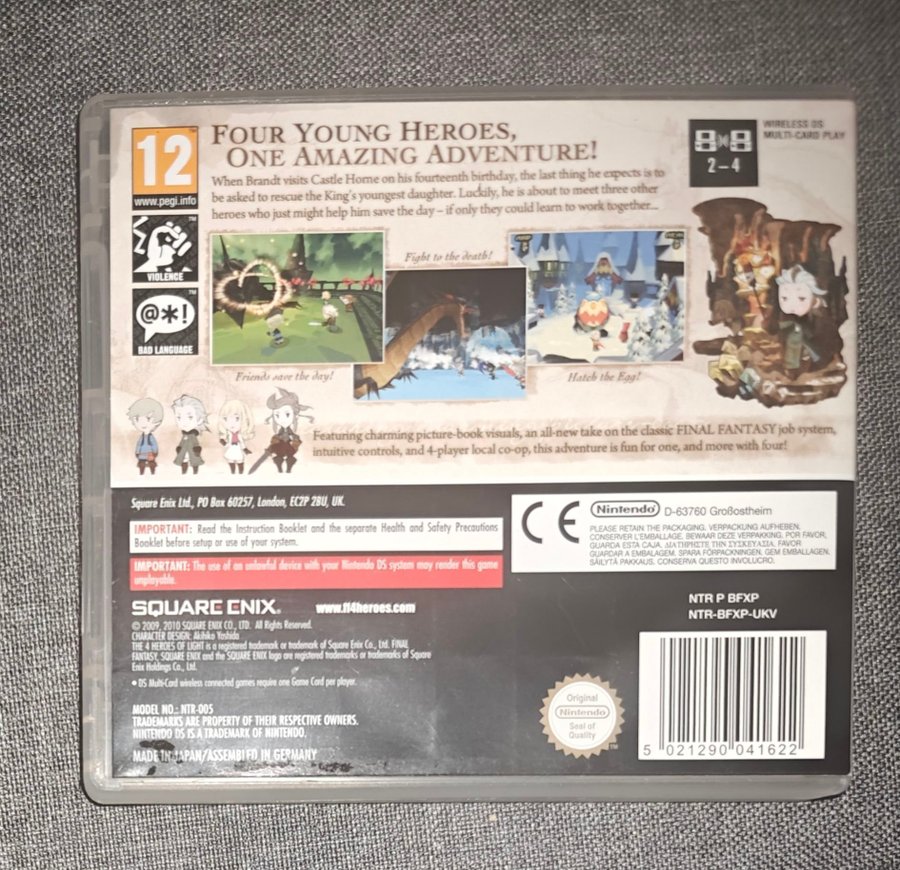 12
www.pegi.info
VIOLENCE
@*!
BAD LANGUAGE
FOUR YOUNG HEROES,
ONE AMAZING ADVENTURE!
When Brandt visits Castle Horne on his fourteenth birthday, the last thing he expects is to
be asked to rescue the King's youngest daughter. Luckily, he is about to meet three other
heroes who just might help him save the day – if only they could learn to work together...
WIRELESS DS
MULTI-CARD PLAY
2–4
Fight to the death!
Friends save the day!
Hatch the Egg!
Featuring charming picture-book visuals, an all-new take on the classic FINAL FANTASY job system,
intuitive controls, and 4-player local co-op, this adventure is fun for one, and more with four!
Square Enix Ltd., PO Box 60257, London, EC2P 2BU, UK.
IMPORTANT: Read the Instruction Booklet and the separate Health and Safety Precautions
Booklet before setup or use of your system.
IMPORTANT: The use of an unlawful device with your Nintendo DS system may render this game
unplayable.
SQUARE ENIX.
www.ff4heroes.com
© 2009, 2010 SQUARE ENIX CO., LTD. All Rights Reserved.
CHARACTER DESIGN: Akihiko Yoshida
THE 4 HEROES OF LIGHT is a registered trademark or trademark of Square Enix Co., Ltd. FINAL
FANTASY, SQUARE ENIX and the SQUARE ENIX logo are registered trademarks or trademarks of Square
Enix Holdings Co., Ltd.
• DS Multi-Card wireless connected games require one Game Card per player.
MODEL NO.: NTR-005
TRADEMARKS ARE PROPERTY OF THEIR RESPECTIVE OWNERS.
NINTENDO DS IS A TRADEMARK OF NINTENDO.
MADE IN JAPAN/ASSEMBLED IN GERMANY
CE
Nintendo D-63760 Großostheim
PLEASE RETAIN THE PACKAGING. VERPACKUNG AUFHEBEN.
CONSERVER L'EMBALLAGE. BEWAAR DEZE VERPAKKING. POR FAVOR,
GUARDA ESTA CAJA. ΔΙΑΤΗΡΗΣΤΕ ΤΗΝ ΣΥΣΚΕΥΑΣΙΑ. FAVOR
GUARDAR A EMBALAGEM. SPARA FÖRPACKNINGEN. GEM EMBALLAGEN.
SÄILYTÄ PAKKAUS. CONSERVA QUESTO INVOLUCRO.
NTR P BFXP
NTR-BFXP-UKV
Original
Nintendo
Seal of
Quality
TM
5 021290 041622